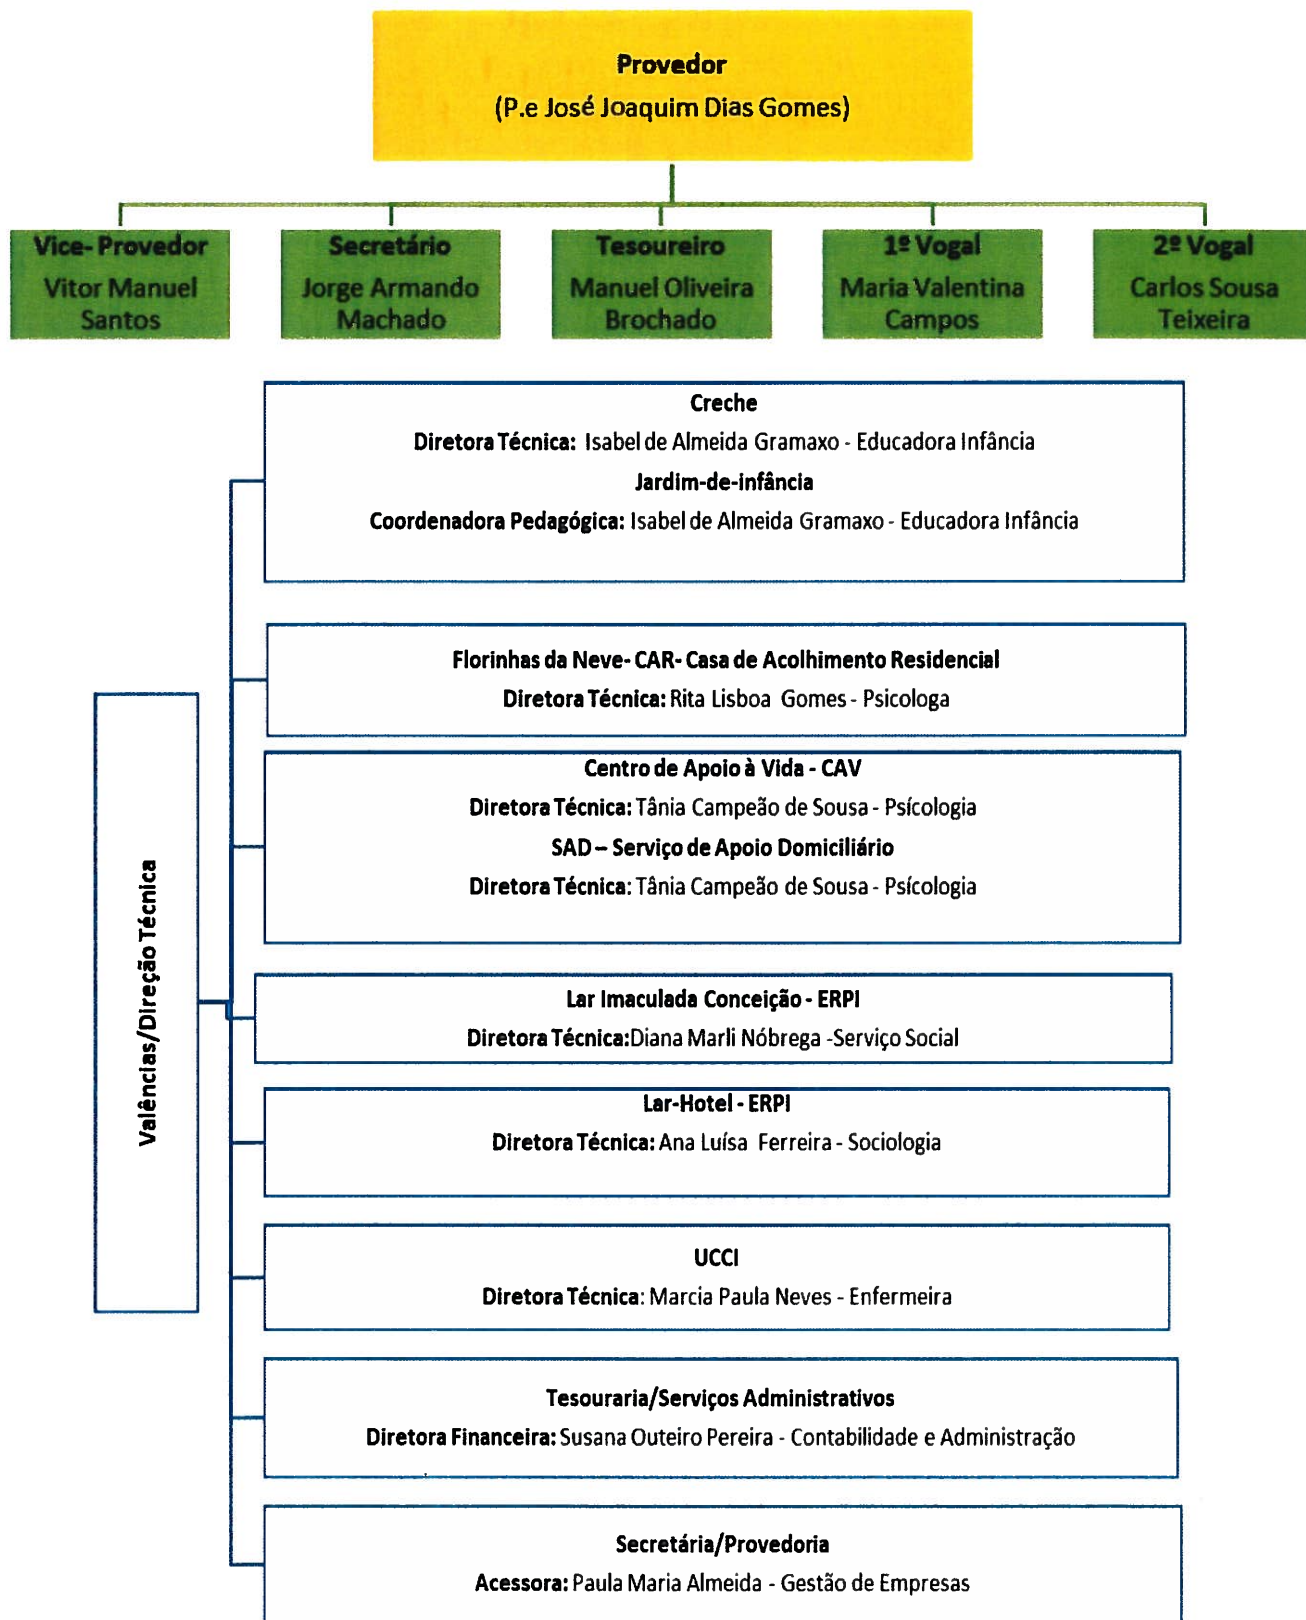 Provedor
(P.e José Joaquim Dias Gomes)
Vice- Provedor
Vitor Manuel
Santos
Secretário
Jorge Armando
Machado
Tesoureiro
Manuel Oliveira
Brochado
1º Vogal
Maria Valentina
Campos
2º Vogal
Carlos Sousa
Teixeira
Valências/Direção Técnica
Creche
Diretora Técnica: Isabel de Almeida Gramaxo - Educadora Infância
Jardim-de-infância
Coordenadora Pedagógica: Isabel de Almeida Gramaxo - Educadora Infância
Florinhas da Neve- CAR- Casa de Acolhimento Residencial
Diretora Técnica: Rita Lisboa Gomes - Psicologa
Centro de Apoio à Vida - CAV
Diretora Técnica: Tânia Campeão de Sousa - Psícologia
SAD – Serviço de Apoio Domiciliário
Diretora Técnica: Tânia Campeão de Sousa - Psícologia
Lar Imaculada Conceição - ERPI
Diretora Técnica:Diana Marli Nóbrega -Serviço Social
Lar-Hotel - ERPI
Diretora Técnica: Ana Luísa Ferreira - Sociologia
UCCI
Diretora Técnica: Marcia Paula Neves - Enfermeira
Tesouraria/Serviços Administrativos
Diretora Financeira: Susana Outeiro Pereira - Contabilidade e Administração
Secretária/Provedoria
Acessora: Paula Maria Almeida - Gestão de Empresas